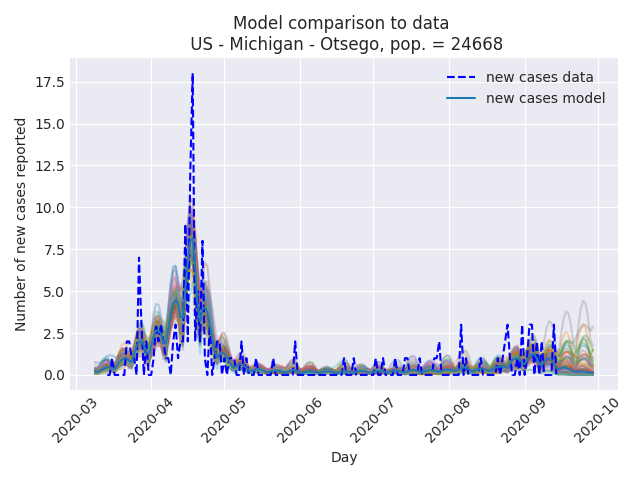 Model comparison to data
US - Michigan - Otsego, pop. = 24668
new cases data
new cases model
Number of new cases reported
17.5
15.0
12.5
10.0
7.5
5.0
2.5
0.0
2020-03
2020-04
2020-05
2020-06
2020-07
2020-08
2020-09
2020-10
Day